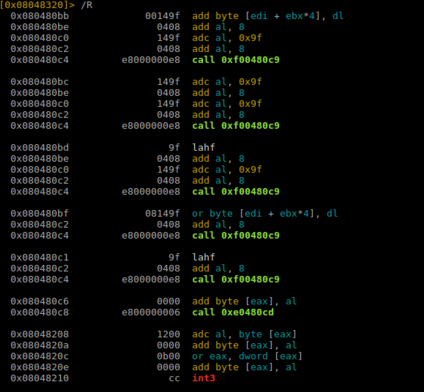 [0x08048320]> /R
0x080480bb 00149f add byte [edi + ebx*4], dl
0x080480be 0408 add al, 8
0x080480c0 149f adc al, 0x9f
0x080480c2 0408 add al, 8
0x080480c4 e8000000e8 call 0xf00480c9
0x080480bc 149f adc al, 0x9f
0x080480be 0408 add al, 8
0x080480c0 149f adc al, 0x9f
0x080480c2 0408 add al, 8
0x080480c4 e8000000e8 call 0xf00480c9
0x080480bd 9f lahf
0x080480be 0408 add al, 8
0x080480c0 149f adc al, 0x9f
0x080480c2 0408 add al, 8
0x080480c4 e8000000e8 call 0xf00480c9
0x080480bf 08149f or byte [edi + ebx*4], dl
0x080480c2 0408 add al, 8
0x080480c4 e8000000e8 call 0xf00480c9
0x080480c1 9f lahf
0x080480c2 0408 add al, 8
0x080480c4 e8000000e8 call 0xf00480c9
0x080480c6 0000 add byte [eax], al
0x080480c8 e800000006 call 0xe0480cd
0x08048208 1200 adc al, byte [eax]
0x0804820a 0000 add byte [eax], al
0x0804820c 0b00 or eax, dword [eax]
0x0804820e 0000 add byte [eax], al
0x08048210 cc int3